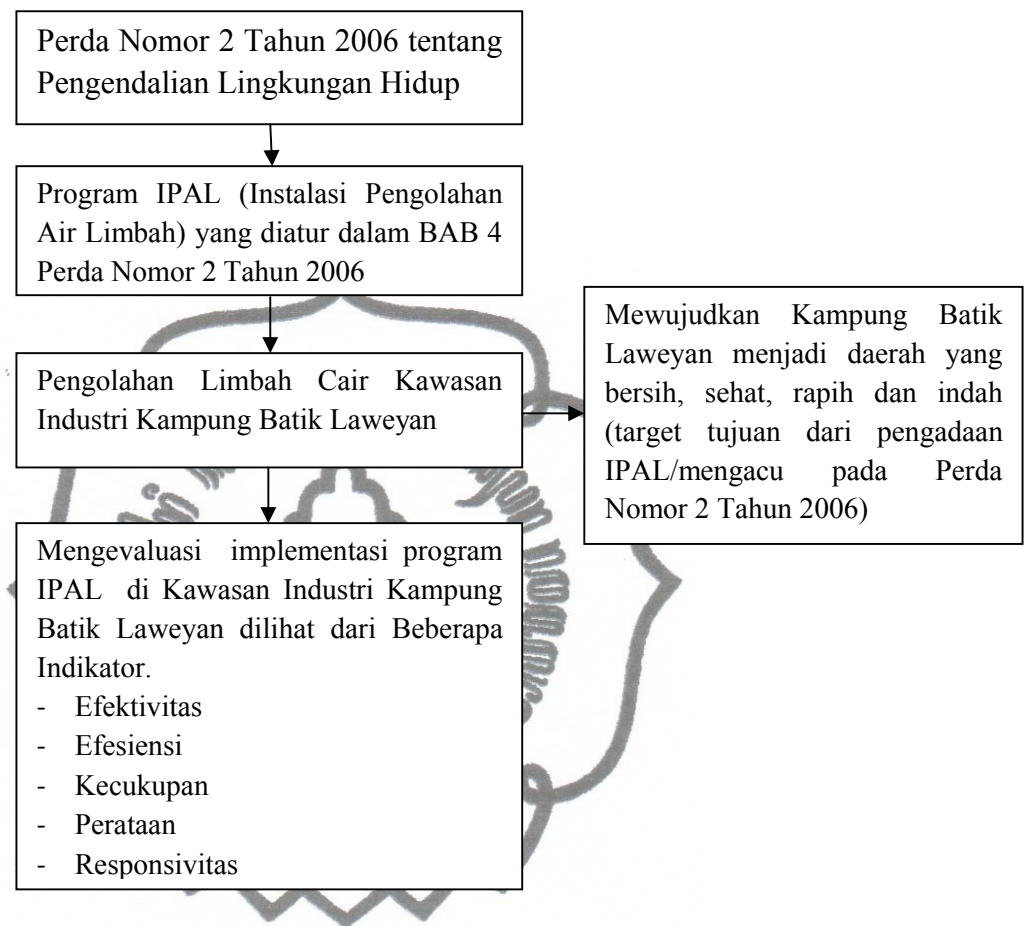 Perda Nomor 2 Tahun 2006 tentang
Pengendalian Lingkungan Hidup
Program IPAL (Instalasi Pengolahan
Air Limbah) yang diatur dalam BAB 4
Perda Nomor 2 Tahun 2006
Pengolahan Limbah Cair Kawasan
Industri Kampung Batik Laweyan
Mewujudkan Kampung Batik
Laweyan menjadi daerah yang
bersih, sehat, rapih dan indah
(target tujuan dari pengadaan
IPAL/mengacu pada Perda
Nomor 2 Tahun 2006)
Mengevaluasi implementasi program
IPAL di Kawasan Industri Kampung
Batik Laweyan dilihat dari Beberapa
Indikator.
- Efektivitas
- Efesiensi
- Kecukupan
- Perataan
- Responsivitas